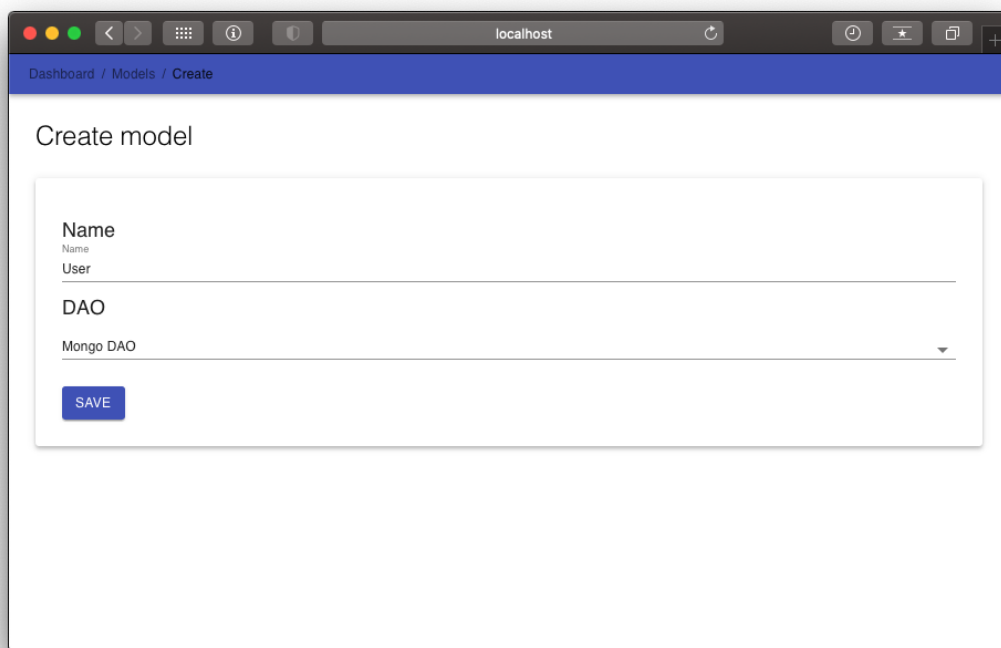 localhost
Dashboard / Models / Create
Create model
Name
Name
User
DAO
Mongo DAO
SAVE